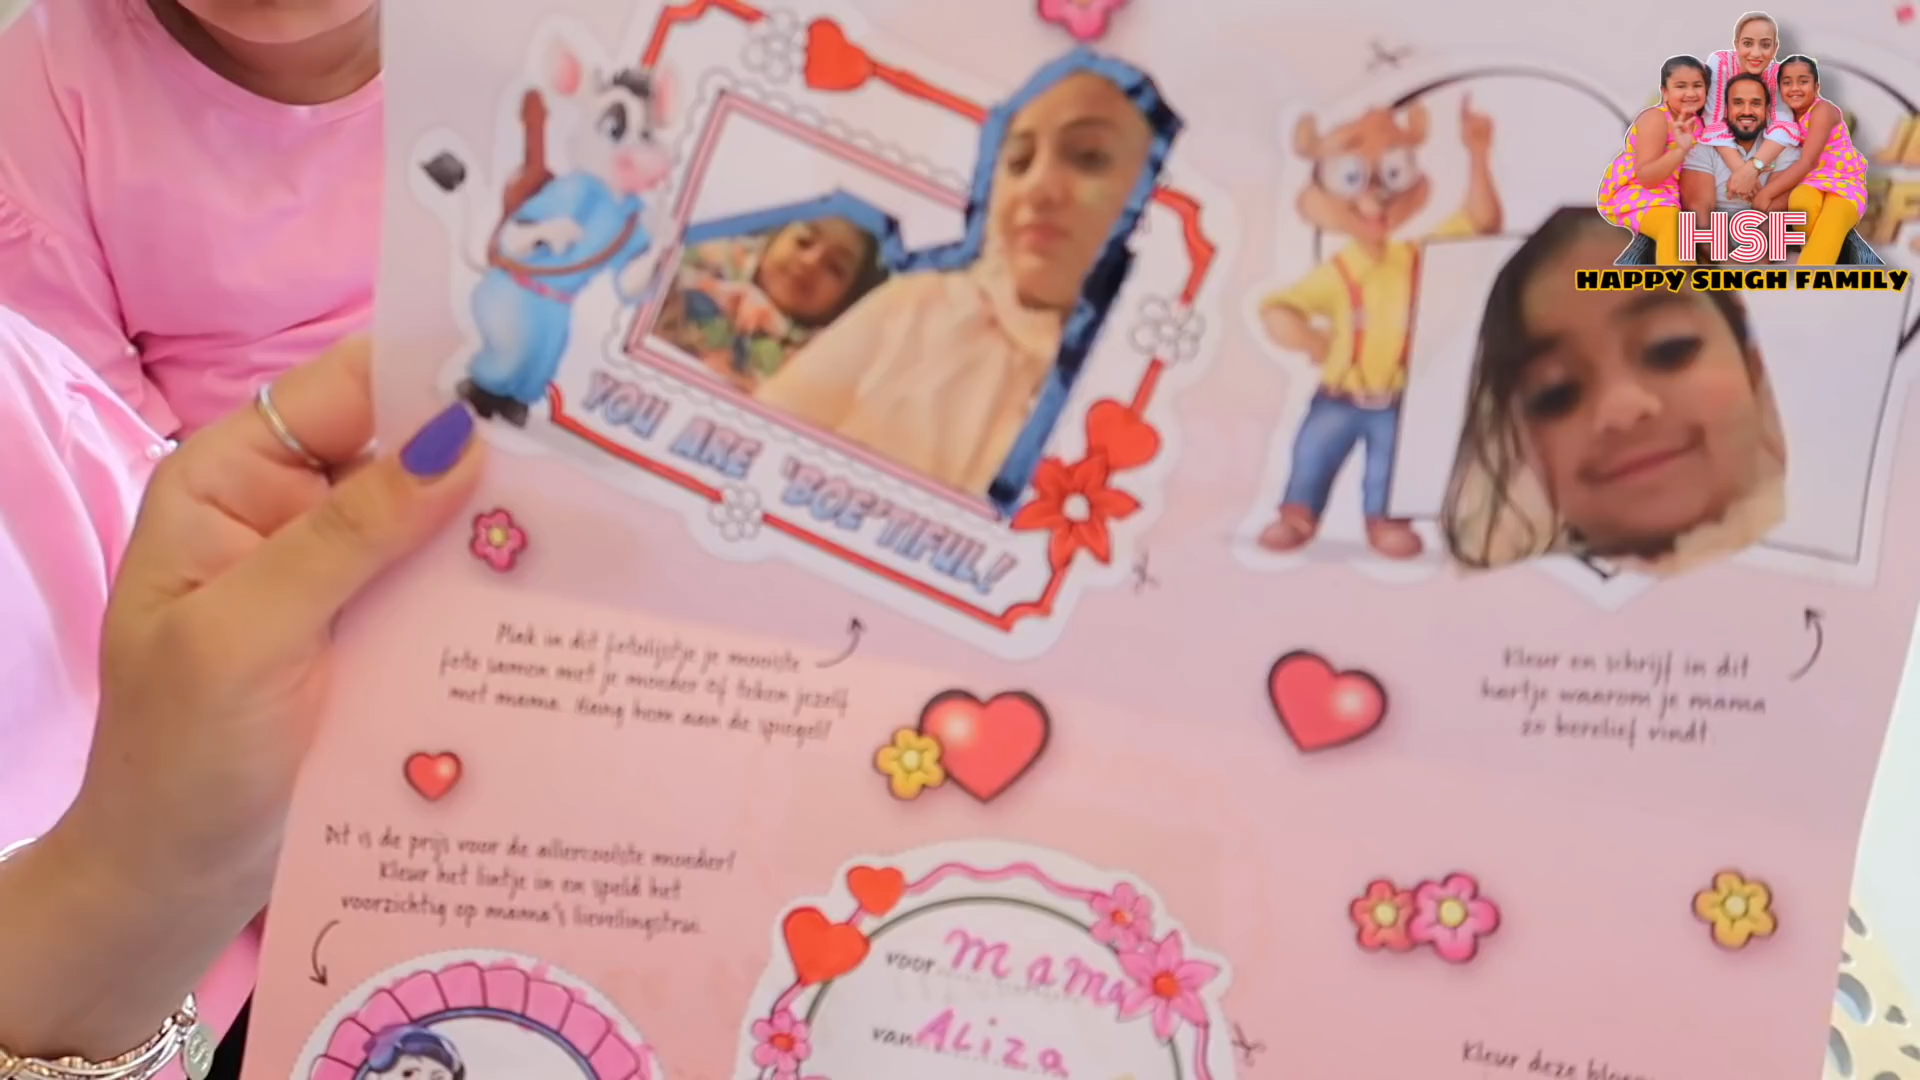 HSF
HAPPY SINGH FAMILY
YOU ARE 'BOE'TIFUL!
Plak in dit fotolijstje je mooiste
foto samen met je moeder of teken jezelf
met mama. Hang hem aan de spiegel!
Kleur en schrijf in dit
hartje waarom je mama
zo berelief vindt.
Dit is de prijs voor de allercoolste moeder!
Kleur het lintje in en speld het
voorzichtig op mama's lievelingstrui.
voor mama
van Aliza
Kleur deze